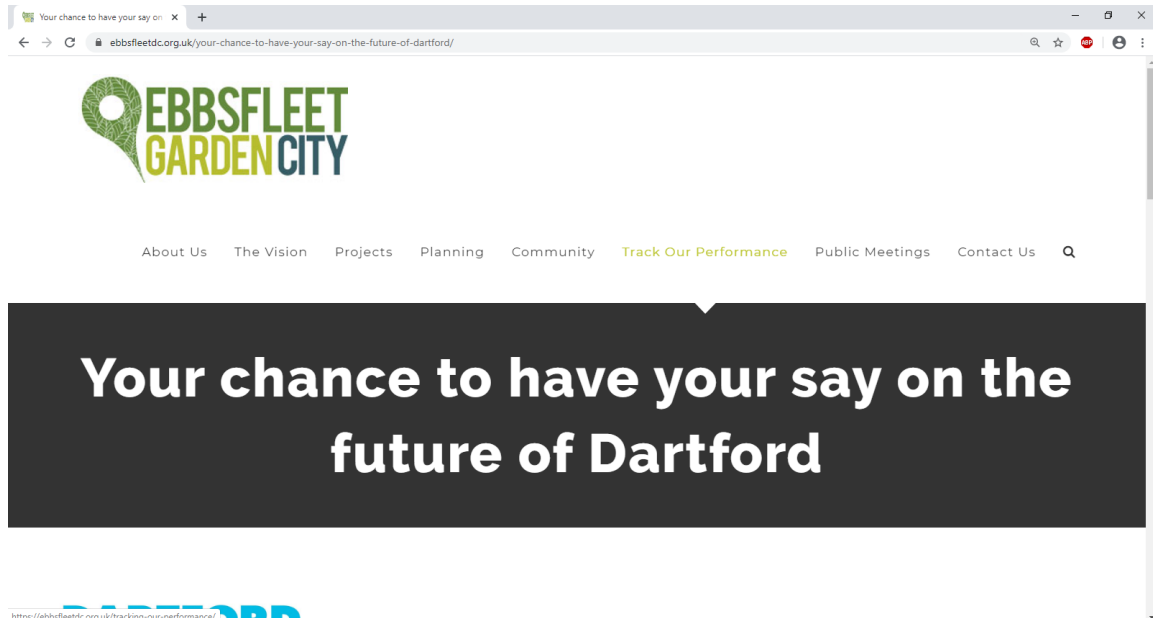 Your chance to have your say on
ebbsfleetdc.org.uk/your-chance-to-have-your-say-on-the-future-of-dartford/
ABP
EBBSFLEET
GARDEN CITY
About Us The Vision Projects Planning Community Track Our Performance Public Meetings Contact Us
Your chance to have your say on the
future of Dartford
DARTFORD
https://ebbsfleetdc.org.uk/tracking-our-performance/